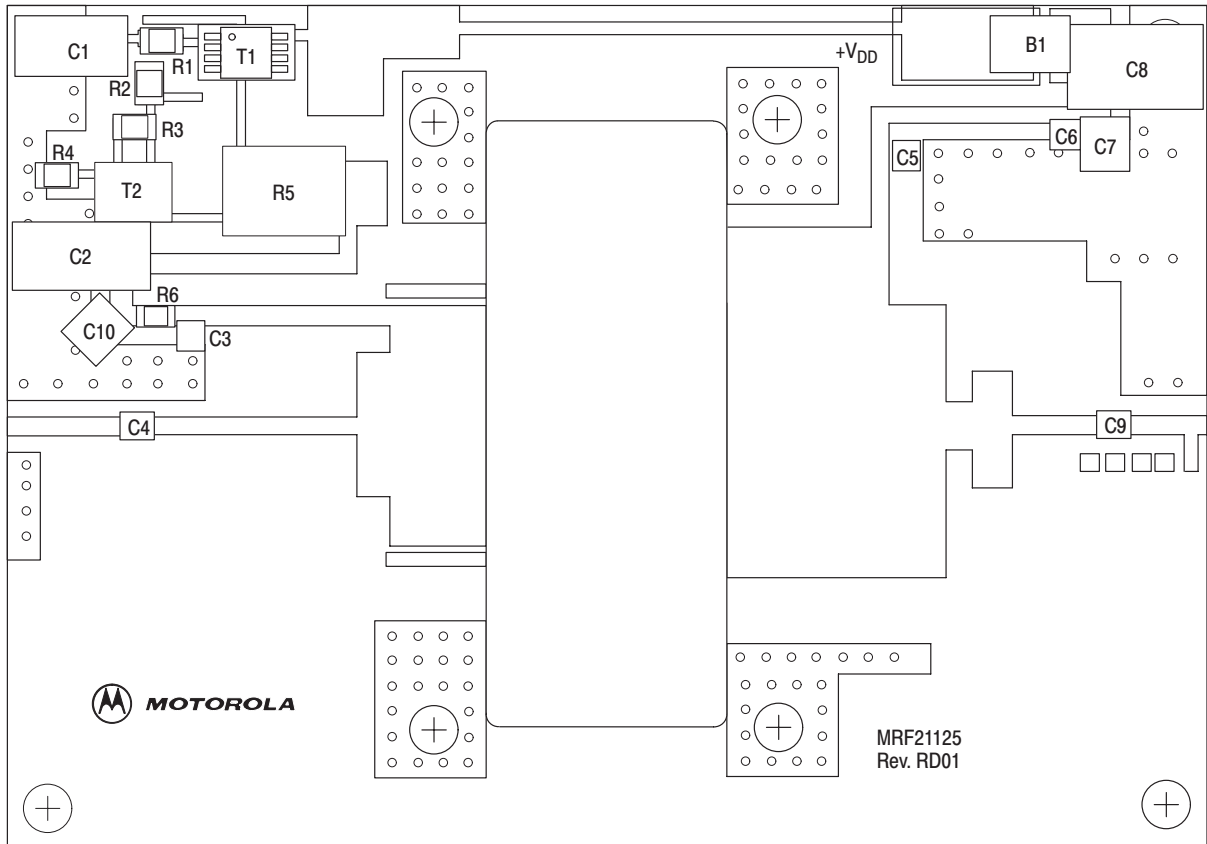 C1
R1
T1
+VDD
B1
C8
R2
R3
C6
C7
R4
C5
T2
R5
C2
R6
C10
C3
C4
C9
MOTOROLA
MRF21125
Rev. RD01